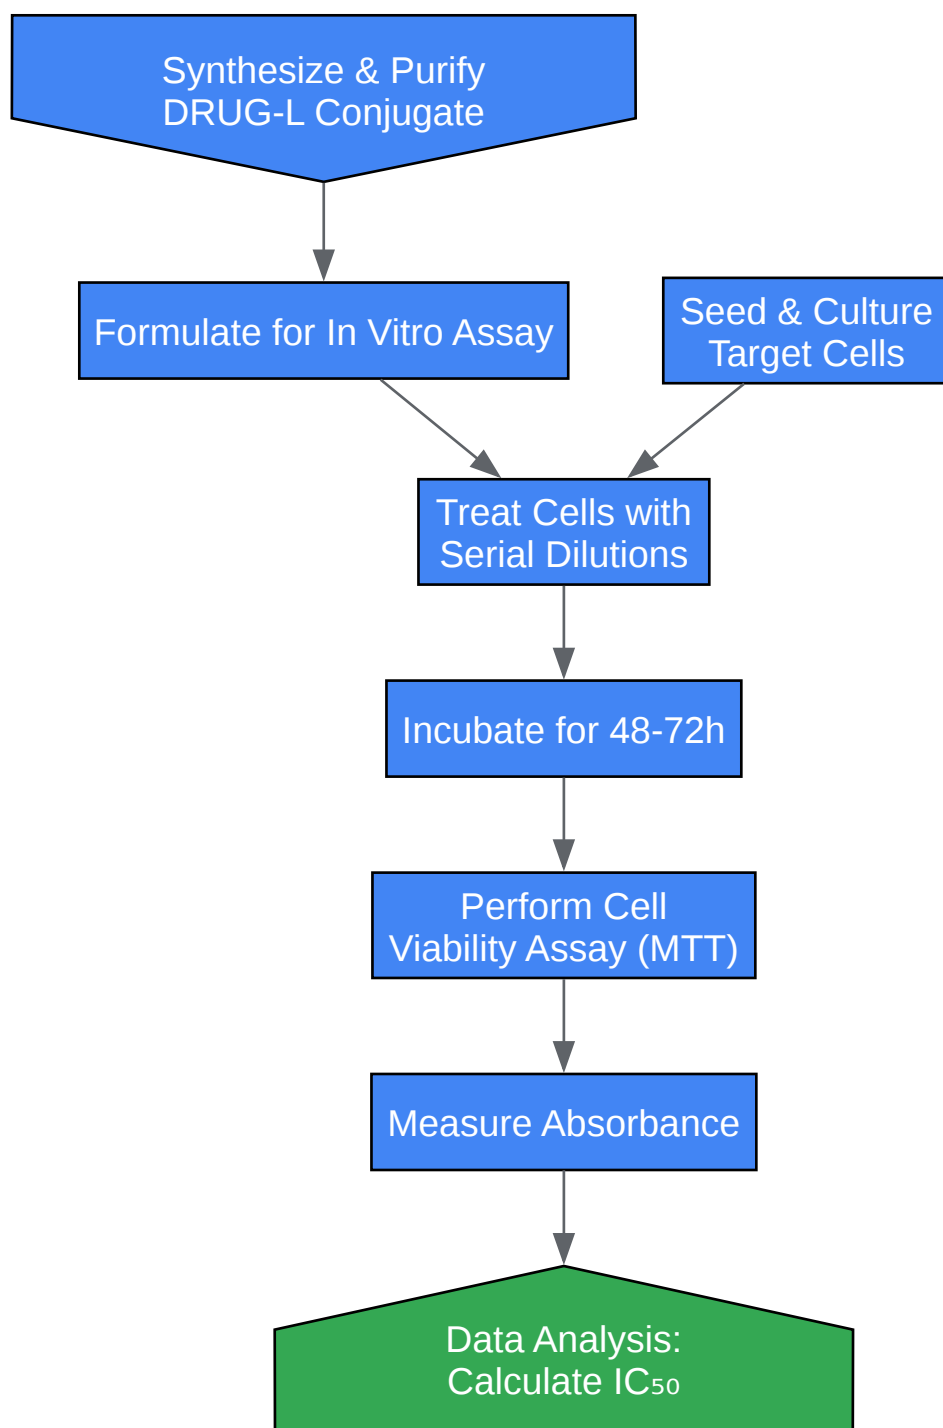 Synthesize & Purify
DRUG-L Conjugate
Formulate for In Vitro Assay
Seed & Culture
Target Cells
Treat Cells with
Serial Dilutions
Incubate for 48-72h
Perform Cell
Viability Assay (MTT)
Measure Absorbance
Data Analysis:
Calculate IC₅₀